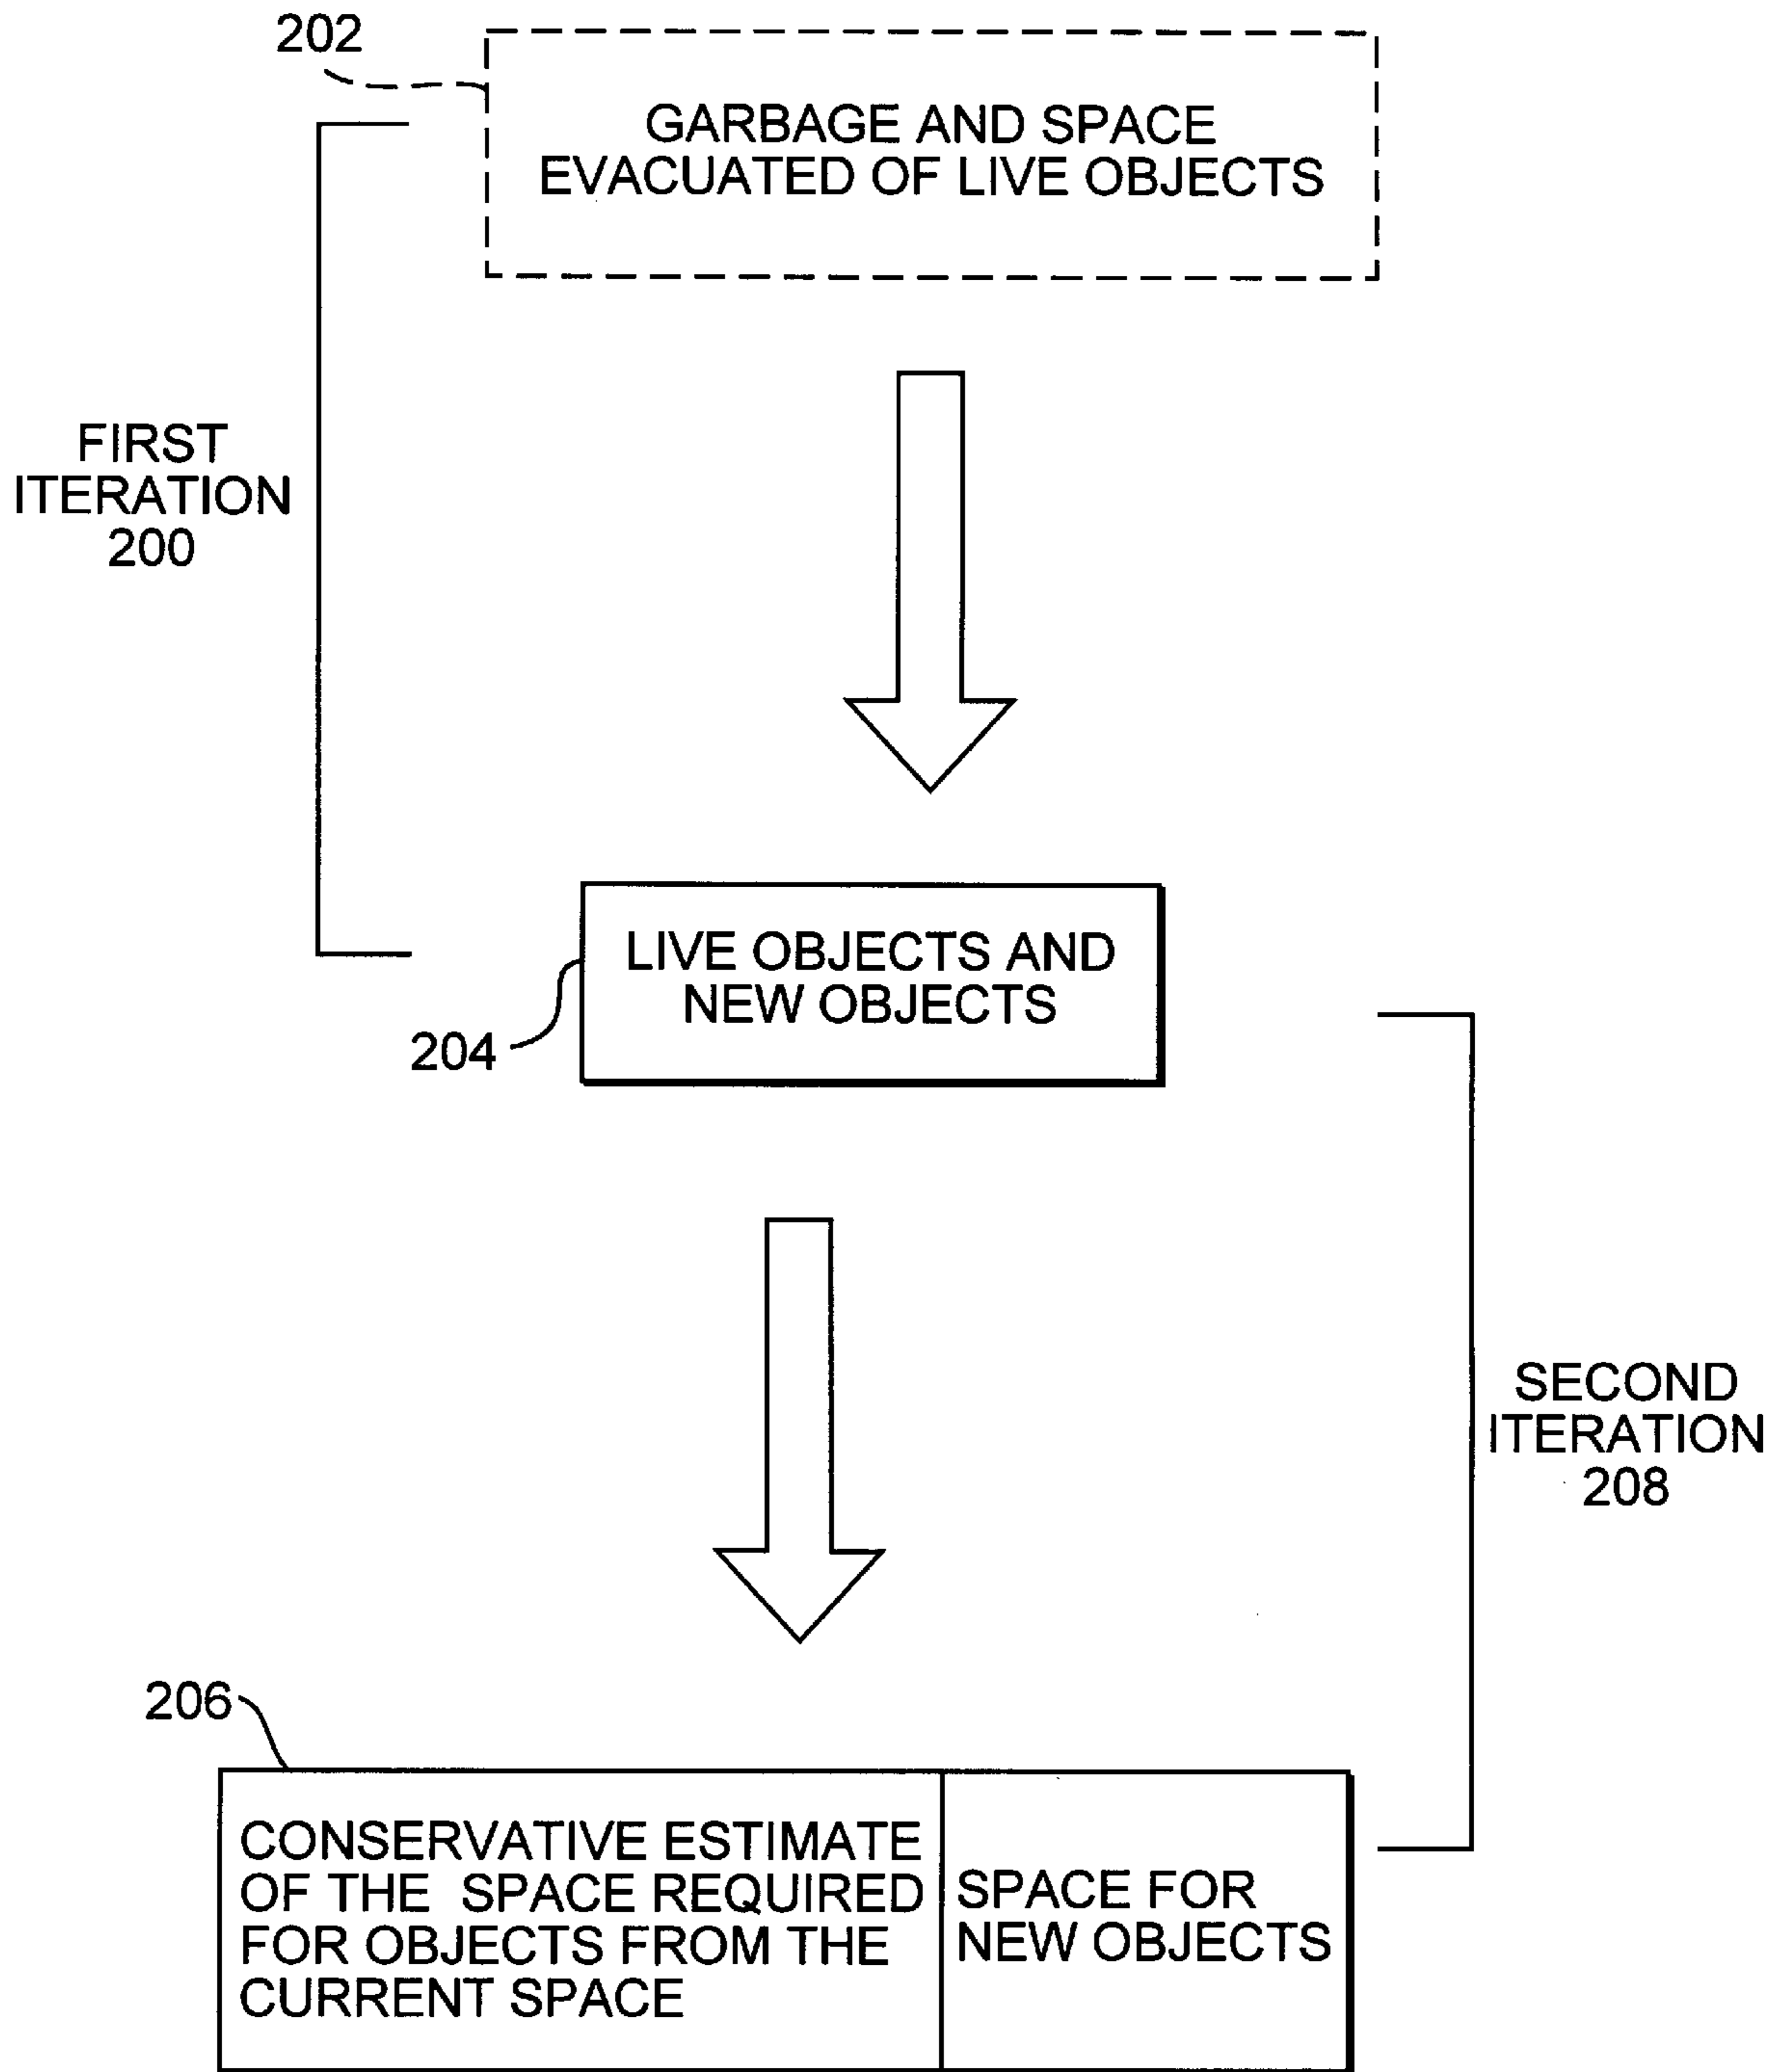 202
GARBAGE AND SPACE
EVACUATED OF LIVE OBJECTS
FIRST
ITERATION
200
LIVE OBJECTS AND
NEW OBJECTS
204
SECOND
ITERATION
208
206
CONSERVATIVE ESTIMATE
OF THE SPACE REQUIRED
FOR OBJECTS FROM THE
CURRENT SPACE
SPACE FOR
NEW OBJECTS